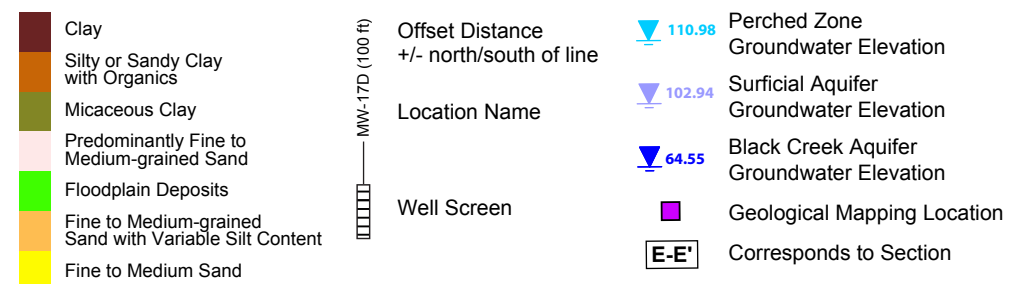 Clay
Silty or Sandy Clay
with Organics
Micaceous Clay
Predominantly Fine to
Medium-grained Sand
Floodplain Deposits
Fine to Medium-grained
Sand with Variable Silt Content
Fine to Medium Sand
MW-17D (100 ft)
Offset Distance
+/- north/south of line
Location Name
Well Screen
110.98
Perched Zone
Groundwater Elevation
102.94
Surficial Aquifer
Groundwater Elevation
64.55
Black Creek Aquifer
Groundwater Elevation
Geological Mapping Location
E-E'
Corresponds to Section